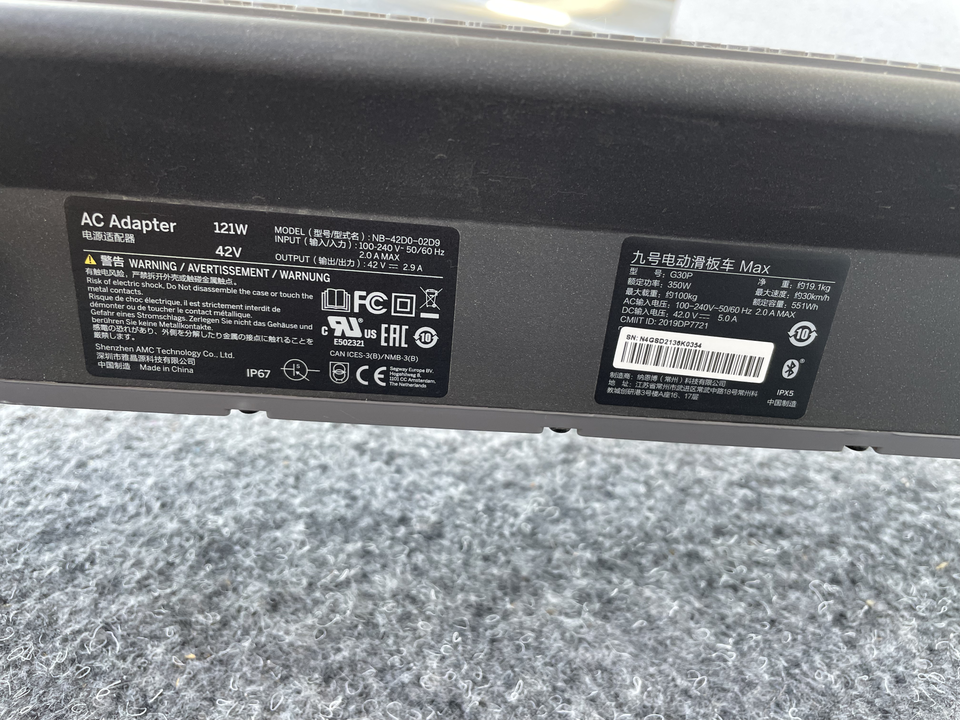 AC Adapter 121W
电源适配器 42V
MODEL (型号/型式名) : NB-42D0-02D9
INPUT (输入/入力) : 100-240 V~ 50/60 Hz
2.0 A MAX
OUTPUT (输出/出力) : 42 V ⎓ 2.9 A
警告 WARNING / AVERTISSEMENT / WARNUNG
有触电风险，严禁拆开外壳或触碰金属触点。
Risk of electric shock, Do Not disassemble the case or touch the
metal contacts.
Risque de choc électrique, il est strictement interdit de
démonter ou de toucher le contact métallique.
Gefahr eines Stromschlags. Zerlegen Sie nicht das Gehäuse und
berühren Sie keine Metallkontakte.
感電の恐れがあり、外側を分解したり金属の接点に触れることを
厳禁します。
Shenzhen AMC Technology Co., Ltd.
深圳市雅晶源科技有限公司
中国制造 Made in China
IP67
FC
c UL US EAC 10
E502321
CAN ICES-3(B)/NMB-3(B)
CE
Segway Europe BV,
Hogehilweg 8,
1101 CC Amsterdam,
The Netherlands
九号电动滑板车 Max
型 号：G30P 净 重：约19.1kg
额定功率：350W 最大速度：约30km/h
最大载重：约100kg 额定容量：551Wh
AC输入电压：100-240V~50/60 Hz 2.0 A MAX
DC输入电压：42.0 V ⎓ 5.0 A
CMIIT ID: 2019DP7721
10
SN: N4GSD2136K0354
制造商：纳恩博（常州）科技有限公司
地 址：江苏省常州市武进区常武中路18号常州科
教城创研港3号楼A座16、17层
IPX5
中国制造